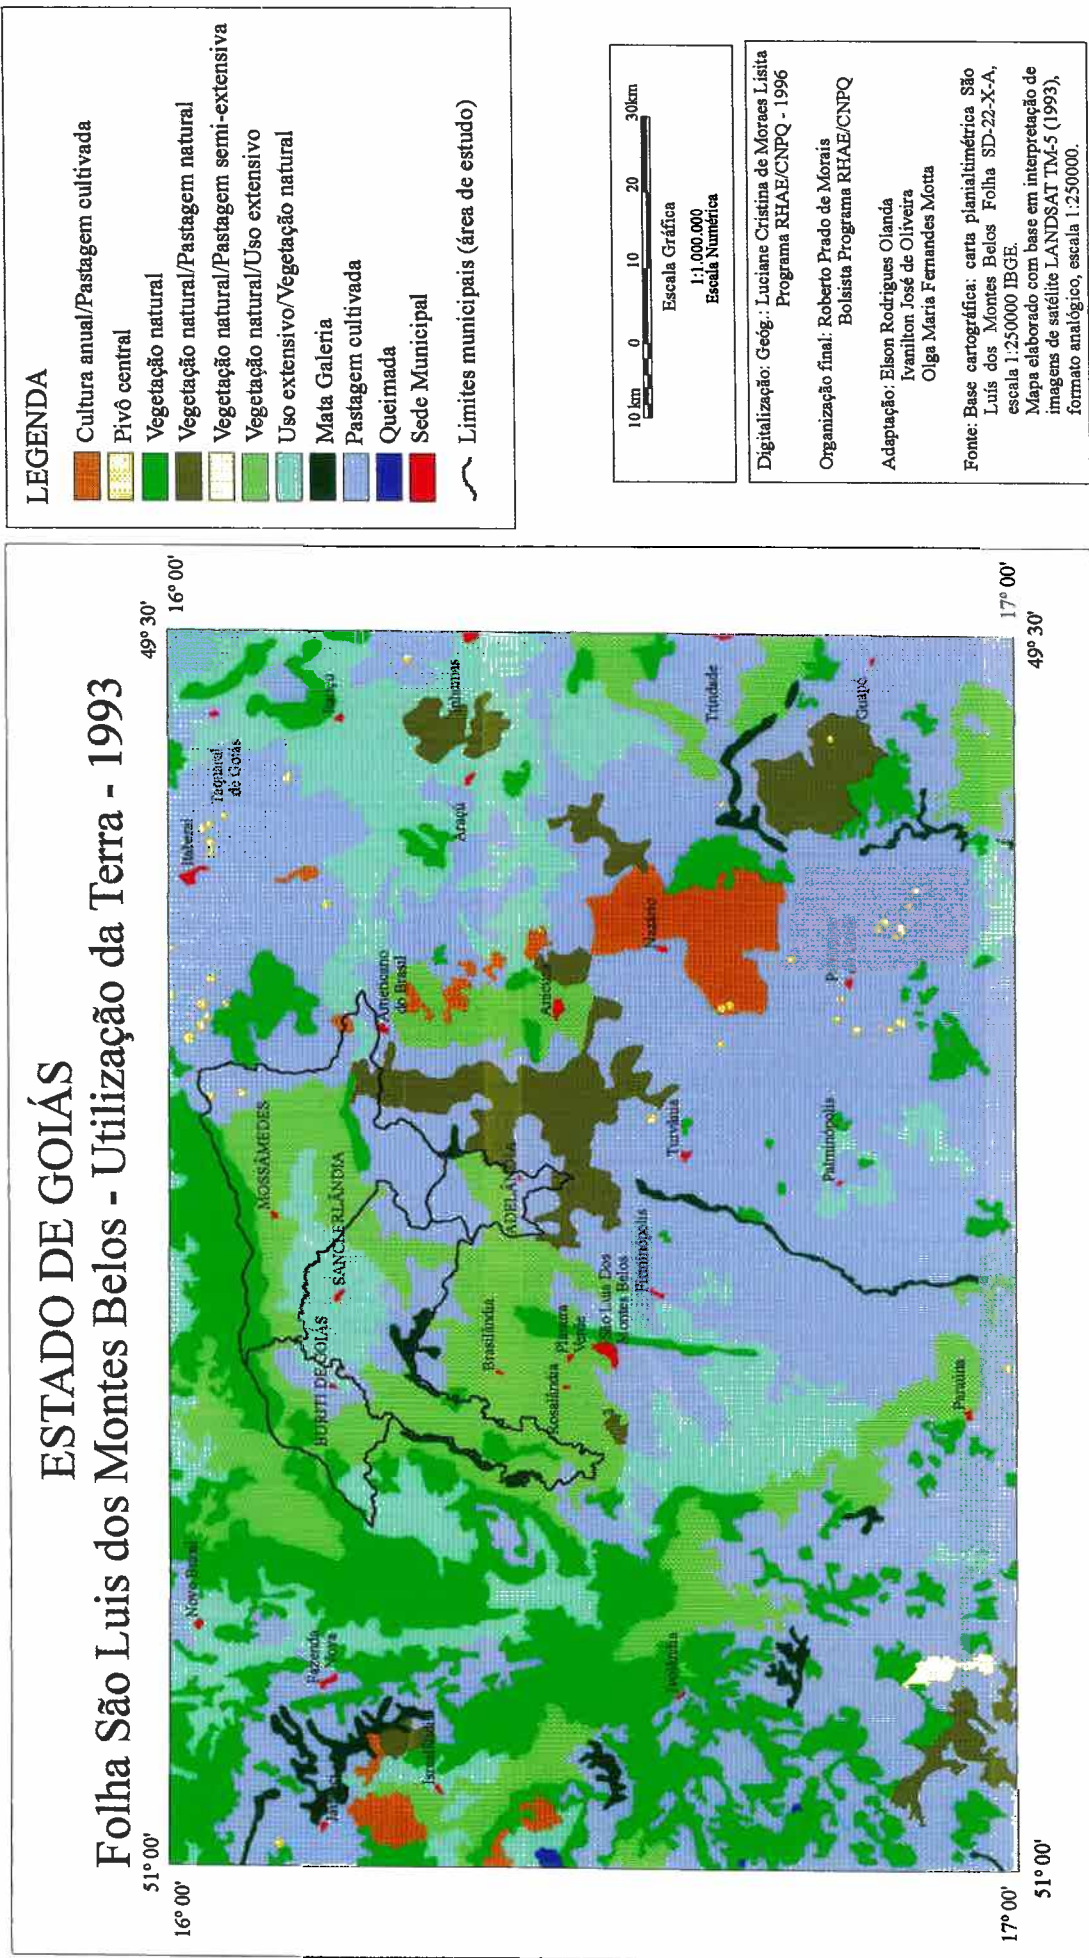 ESTADO DE GOIÁS
Folha São Luis dos Montes Belos - Utilização da Terra - 1993
51° 00'
49° 30'
16° 00'
16° 00'
Novo Brasil
Itaberaí
Taquaral
de Goiás
MOSSÂMEDES
Fazenda
Nova
BURITI DE GOIÁS
SANCLERLÂNDIA
Americano
do Brasil
Araçu
Inhumas
Brasilândia
ADELÂNDIA
Anicuns
Rosalândia
Planura
Verde
São Luis Dos
Montes Belos
Firminópolis
Turvânia
Nazário
Trindade
Ivolândia
Palminópolis
Guapó
Paraúna
17° 00'
17° 00'
51° 00'
49° 30'
LEGENDA
Cultura anual/Pastagem cultivada
Pivô central
Vegetação natural
Vegetação natural/Pastagem natural
Vegetação natural/Pastagem semi-extensiva
Vegetação natural/Uso extensivo
Uso extensivo/Vegetação natural
Mata Galeria
Pastagem cultivada
Queimada
Sede Municipal
Limites municipais (área de estudo)
10 km 0 10 20 30km
Escala Gráfica
1:1.000.000
Escala Numérica
Digitalização: Geóg.: Luciane Cristina de Moraes Lisita
Programa RHAE/CNPQ - 1996
Organização final: Roberto Prado de Morais
Bolsista Programa RHAE/CNPQ
Adaptação: Elson Rodrigues Olanda
Ivanilton José de Oliveira
Olga Maria Fernandes Motta
Fonte: Base cartográfica: carta planialtimétrica São
Luís dos Montes Belos Folha SD-22-X-A,
escala 1:250000 IBGE.
Mapa elaborado com base em interpretação de
imagens de satélite LANDSAT TM-5 (1993),
formato analógico, escala 1:250000.